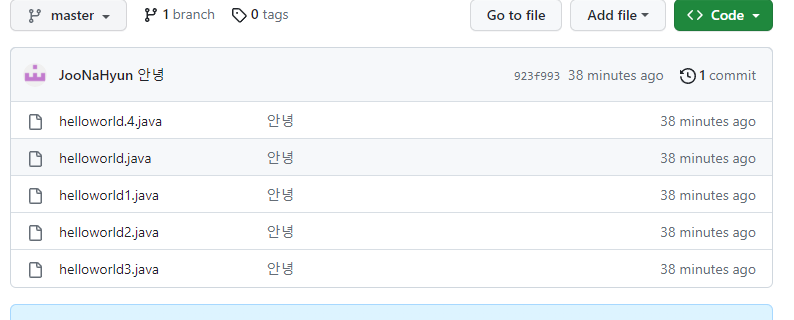 master 1 branch 0 tags Go to file Add file Code
JooNaHyun 안녕 923f993 38 minutes ago 1 commit
helloworld.4.java 안녕 38 minutes ago
helloworld.java 안녕 38 minutes ago
helloworld1.java 안녕 38 minutes ago
helloworld2.java 안녕 38 minutes ago
helloworld3.java 안녕 38 minutes ago